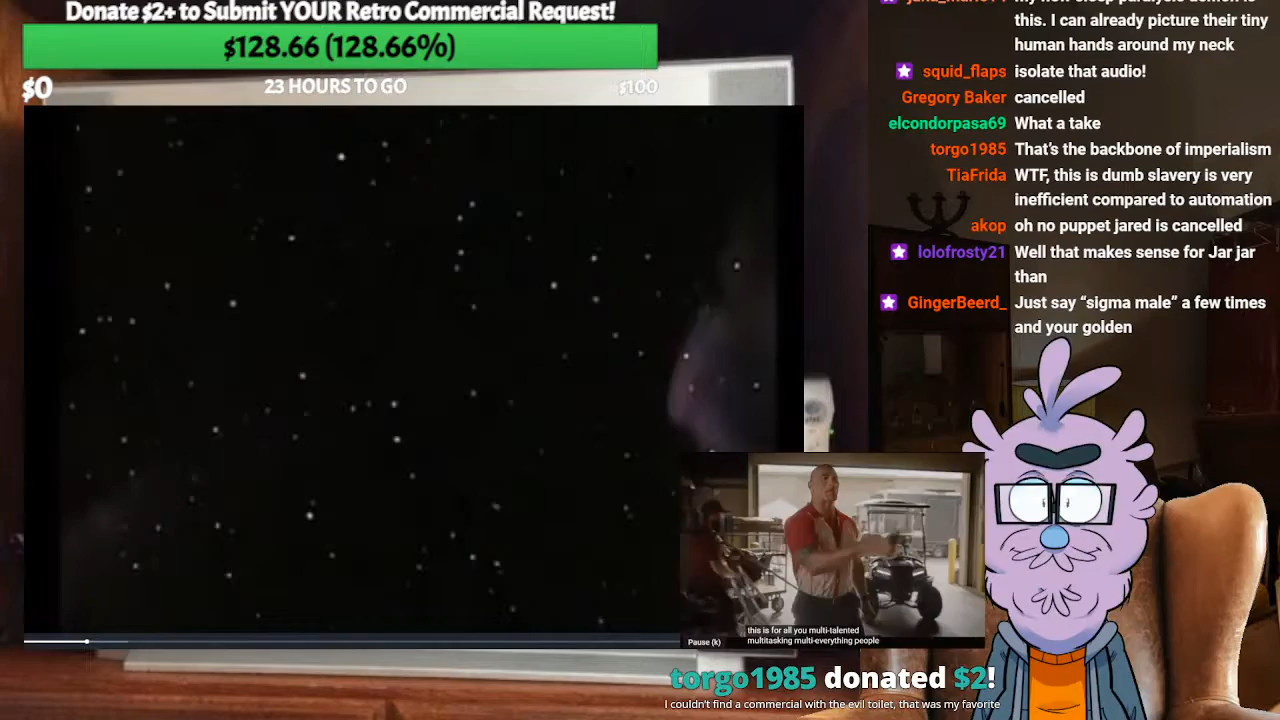 Donate $2+ to Submit YOUR Retro Commercial Request!
$128.66 (128.66%)
$0
23 HOURS TO GO
$100
this. I can already picture their tiny
human hands around my neck
squid_flaps isolate that audio!
Gregory Baker cancelled
elcondorpasa69 What a take
torgo1985 That's the backbone of imperialism
TiaFrida WTF, this is dumb slavery is very
inefficient compared to automation
akop oh no puppet jared is cancelled
lolofrosty21 Well that makes sense for Jar jar
than
GingerBeerd_ Just say “sigma male” a few times
and your golden
this is for all you multi-talented
multitasking multi-everything people
Pause (k)
torgo1985 donated $2!
I couldn't find a commercial with the evil toilet, that was my favorite